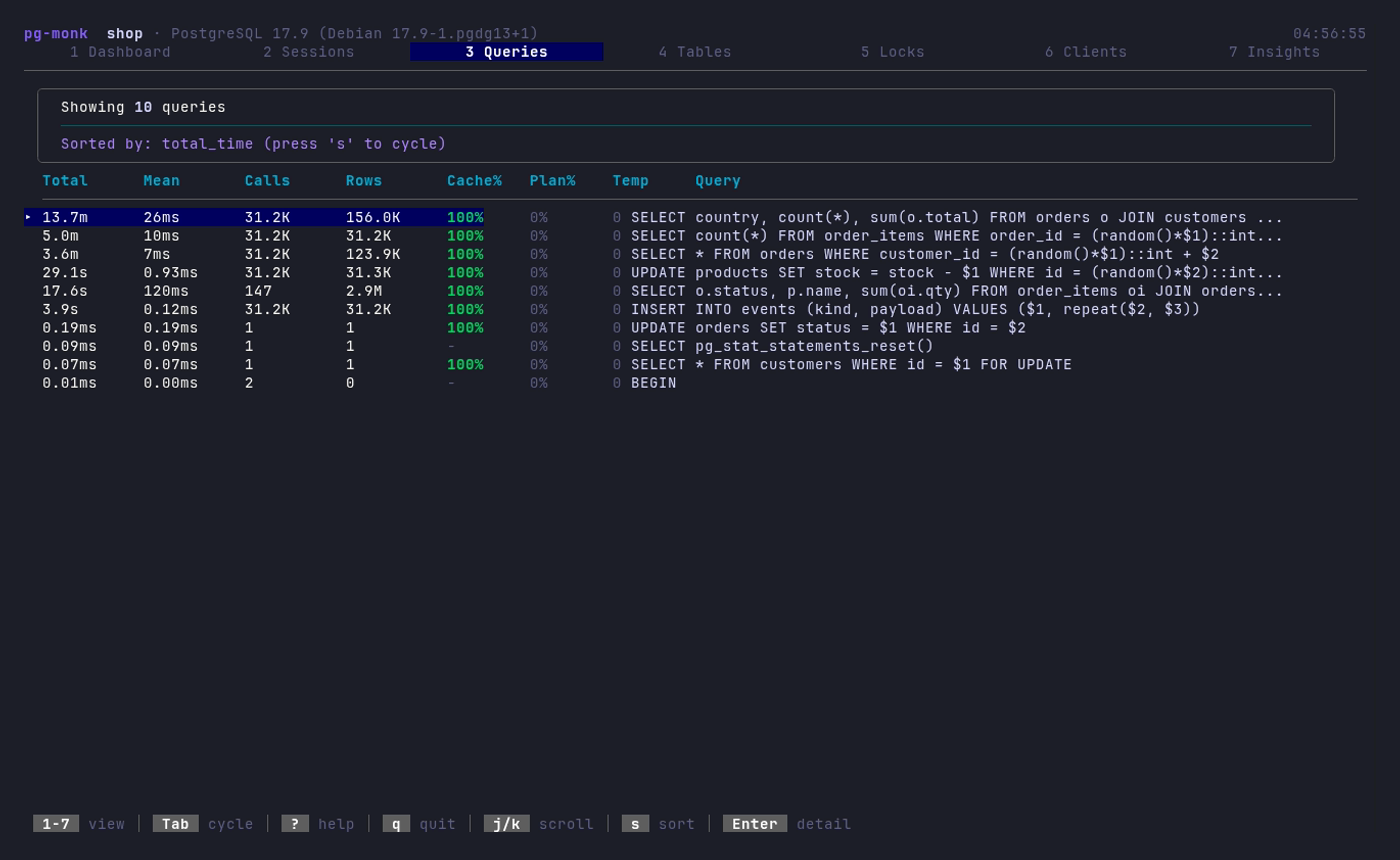 pg-monk shop · PostgreSQL 17.9 (Debian 17.9-1.pgdg13+1) 04:56:55
1 Dashboard 2 Sessions 3 Queries 4 Tables 5 Locks 6 Clients 7 Insights
Showing 10 queries
Sorted by: total_time (press 's' to cycle)
Total Mean Calls Rows Cache% Plan% Temp Query
▸ 13.7m 26ms 31.2K 156.0K 100% 0% 0 SELECT country, count(*), sum(o.total) FROM orders o JOIN customers ...
5.0m 10ms 31.2K 31.2K 100% 0% 0 SELECT count(*) FROM order_items WHERE order_id = (random()*$1)::int...
3.6m 7ms 31.2K 123.9K 100% 0% 0 SELECT * FROM orders WHERE customer_id = (random()*$1)::int + $2
29.1s 0.93ms 31.2K 31.3K 100% 0% 0 UPDATE products SET stock = stock - $1 WHERE id = (random()*$2)::int...
17.6s 120ms 147 2.9M 100% 0% 0 SELECT o.status, p.name, sum(oi.qty) FROM order_items oi JOIN orders...
3.9s 0.12ms 31.2K 31.2K 100% 0% 0 INSERT INTO events (kind, payload) VALUES ($1, repeat($2, $3))
0.19ms 0.19ms 1 1 100% 0% 0 UPDATE orders SET status = $1 WHERE id = $2
0.09ms 0.09ms 1 1 - 0% 0 SELECT pg_stat_statements_reset()
0.07ms 0.07ms 1 1 100% 0% 0 SELECT * FROM customers WHERE id = $1 FOR UPDATE
0.01ms 0.00ms 2 0 - 0% 0 BEGIN
1-7 view │ Tab cycle │ ? help │ q quit │ j/k scroll │ s sort │ Enter detail